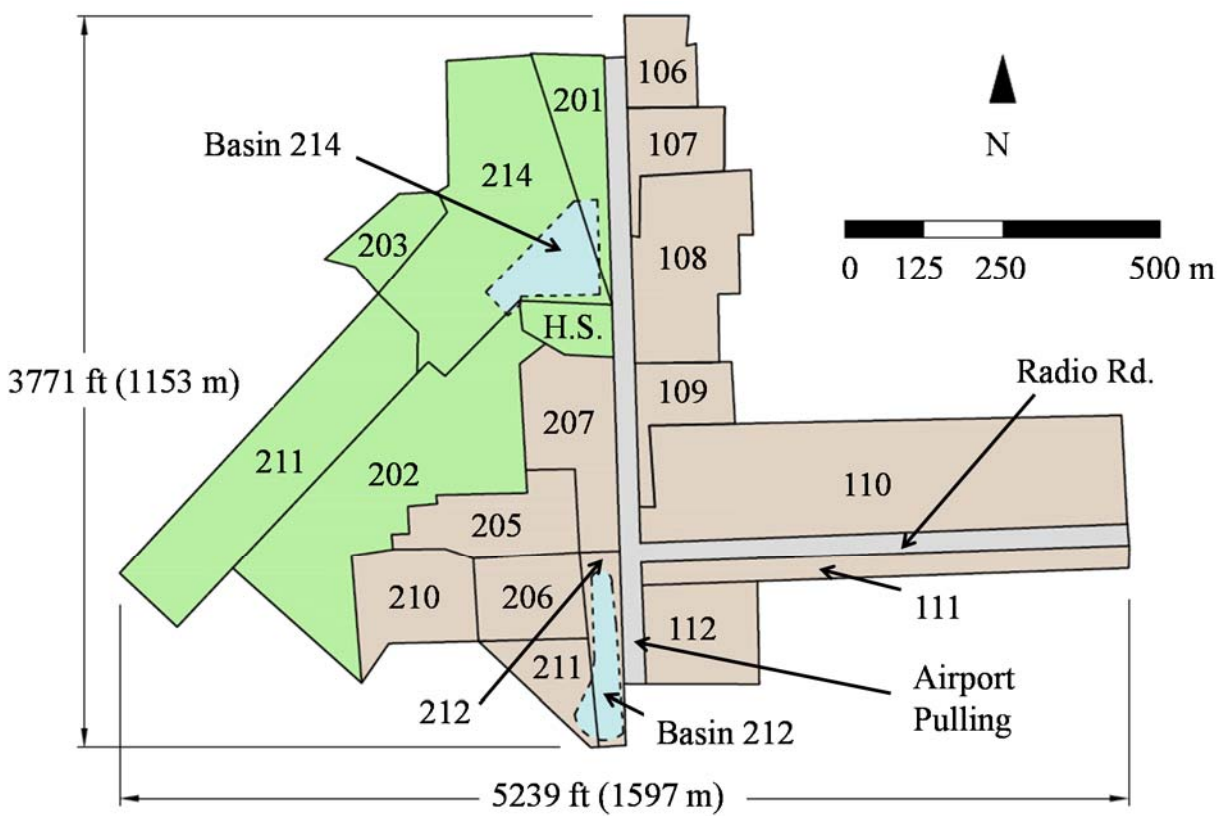 106
201
107
Basin 214
N
214
203
108
0 125 250 500 m
H.S.
3771 ft (1153 m)
Radio Rd.
109
207
211
202
110
205
210
206
111
112
211
Airport
Pulling
212
Basin 212
5239 ft (1597 m)